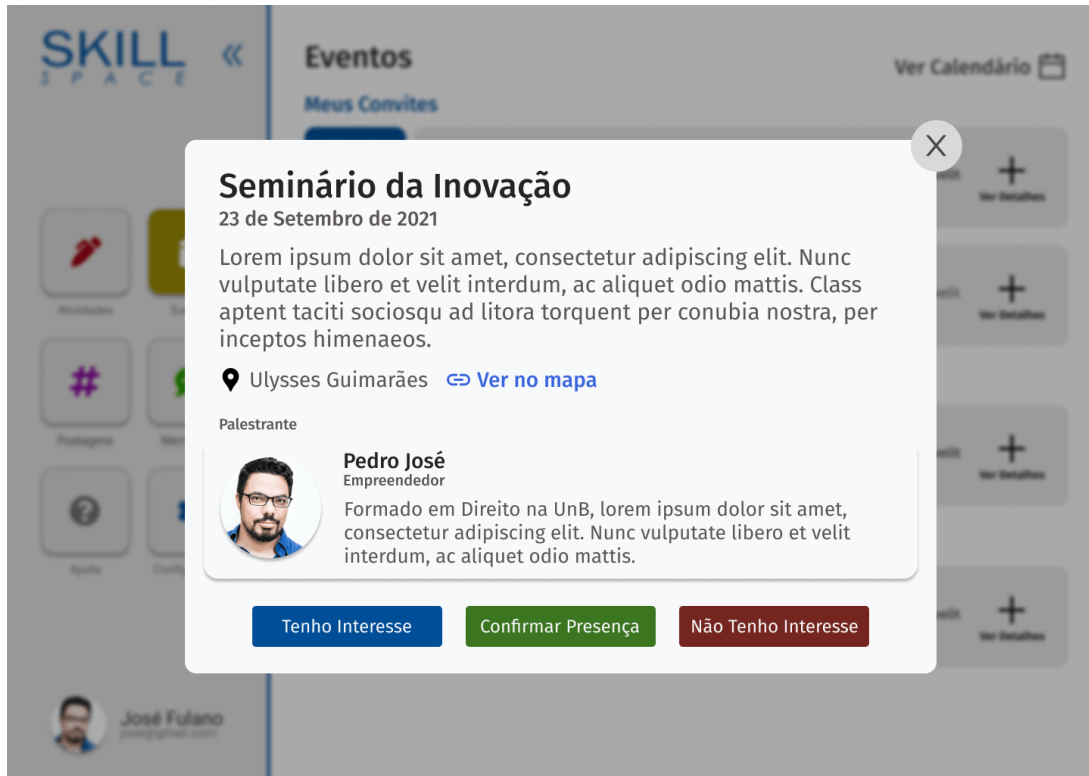 SKILL
SPACE
Eventos
Ver Calendário
Meus Convites
X
Seminário da Inovação
23 de Setembro de 2021
Lorem ipsum dolor sit amet, consectetur adipiscing elit. Nunc
vulputate libero et velit interdum, ac aliquet odio mattis. Class
aptent taciti sociosqu ad litora torquent per conubia nostra, per
inceptos himenaeos.
Ulysses Guimarães Ver no mapa
Palestrante
Pedro José
Empreendedor
Formado em Direito na UnB, lorem ipsum dolor sit amet,
consectetur adipiscing elit. Nunc vulputate libero et velit
interdum, ac aliquet odio mattis.
Tenho Interesse
Confirmar Presença
Não Tenho Interesse
Ver Detalhes
Ver Detalhes
Ver Detalhes
Ver Detalhes
Atividades
Postagens
Ajuda
José Fulano
jose@gmail.com